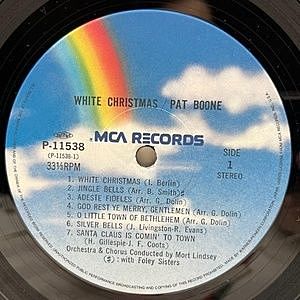 WHITE CHRISTMAS / PAT BOONE
MCA RECORDS
P-11538
(P-11538-1)
33⅓RPM
SIDE
1
STEREO
1. WHITE CHRISTMAS (I. Berlin)
2. JINGLE BELLS (Arr. B. Smith)♯
3. ADESTE FIDELES (Arr. G. Dolin)
4. GOD REST YE MERRY, GENTLEMEN (Arr. G. Dolin)
5. O LITTLE TOWN OF BETHLEHEM (Arr. G. Dolin)
6. SILVER BELLS (J. Livingston-R. Evans)
7. SANTA CLAUS IS COMIN' TO TOWN
(H. Gillespie-J. F. Coots)
Orchestra & Chorus Conducted by Mort Lindsey
(♯): with Foley Sisters